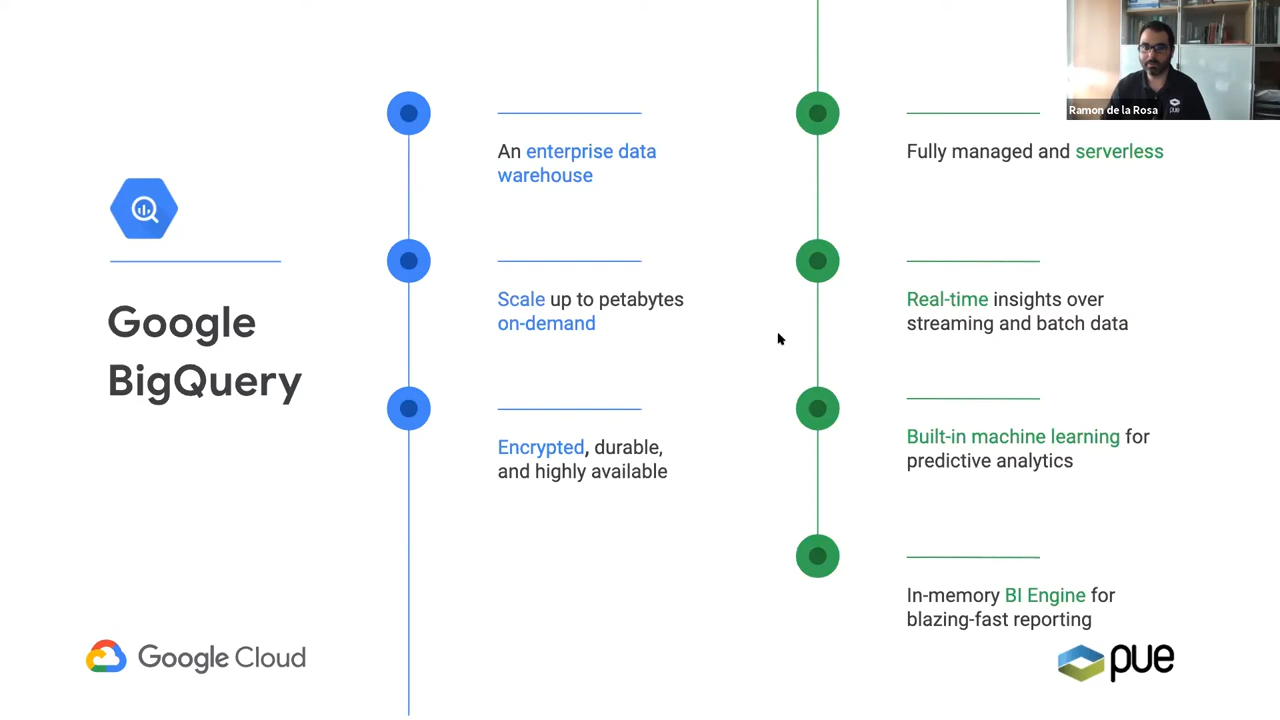 Google
BigQuery
An enterprise data
warehouse
Scale up to petabytes
on-demand
Encrypted, durable,
and highly available
Fully managed and serverless
Real-time insights over
streaming and batch data
Built-in machine learning for
predictive analytics
In-memory BI Engine for
blazing-fast reporting
Ramon de la Rosa
pue
Google Cloud
pue